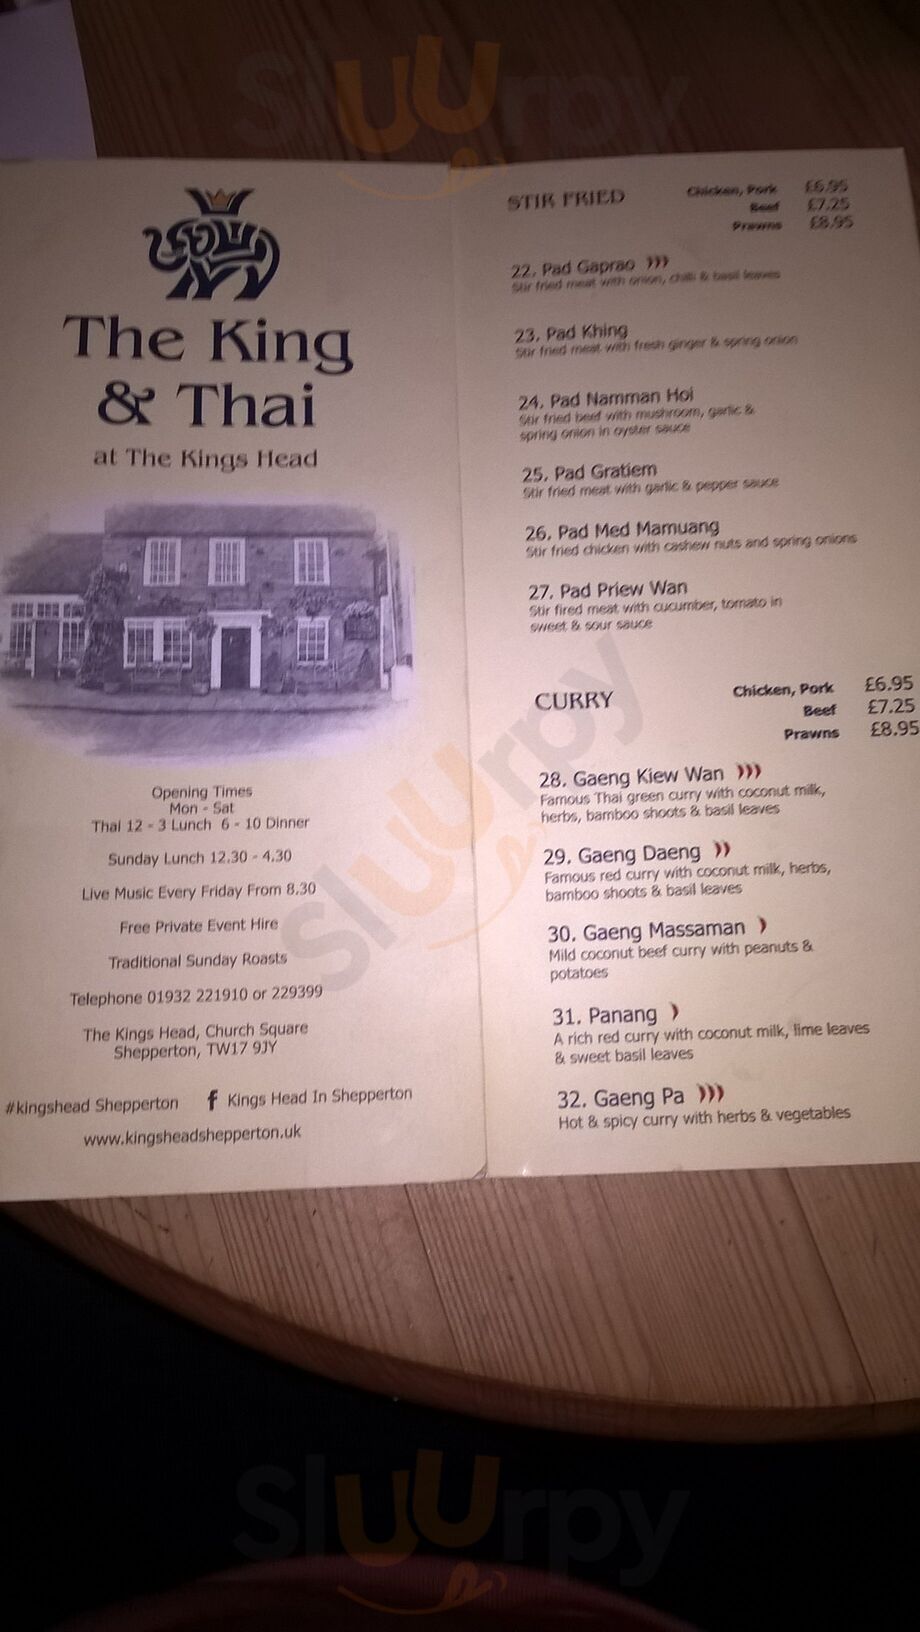 Sluurpy
The King
& Thai
at The Kings Head
Opening Times
Mon - Sat
Thai 12 - 3 Lunch 6 - 10 Dinner
Sunday Lunch 12.30 - 4.30
Live Music Every Friday From 8.30
Free Private Event Hire
Traditional Sunday Roasts
Telephone 01932 221910 or 229399
The Kings Head, Church Square
Shepperton, TW17 9JY
#kingshead Shepperton f Kings Head In Shepperton
www.kingsheadshepperton.uk
STIR FRIED Chicken, Pork £6.95
Beef £7.25
Prawns £8.95
22. Pad Gaprao
Stir fried meat with onion, chilli & basil leaves
23. Pad Khing
Stir fried meat with fresh ginger & spring onion
24. Pad Namman Hoi
Stir fried beef with mushroom, garlic &
spring onion in oyster sauce
25. Pad Gratiem
Stir fried meat with garlic & pepper sauce
26. Pad Med Mamuang
Stir fried chicken with cashew nuts and spring onions
27. Pad Priew Wan
Stir fired meat with cucumber, tomato in
sweet & sour sauce
CURRY Chicken, Pork £6.95
Beef £7.25
Prawns £8.95
28. Gaeng Kiew Wan
Famous Thai green curry with coconut milk,
herbs, bamboo shoots & basil leaves
29. Gaeng Daeng
Famous red curry with coconut milk, herbs,
bamboo shoots & basil leaves
30. Gaeng Massaman
Mild coconut beef curry with peanuts &
potatoes
31. Panang
A rich red curry with coconut milk, lime leaves
& sweet basil leaves
32. Gaeng Pa
Hot & spicy curry with herbs & vegetables
Sluurpy
Sluurpy